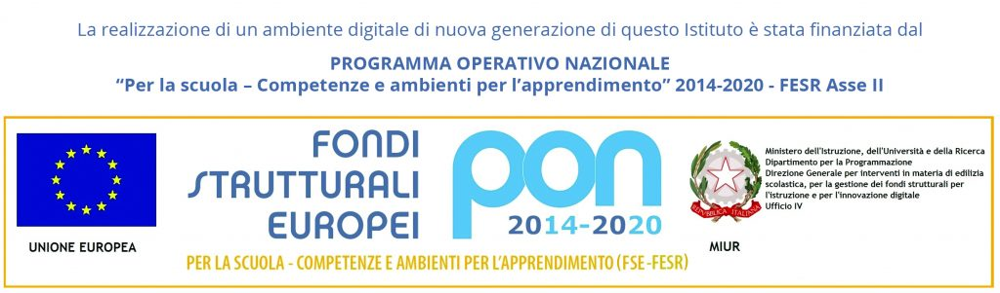 La realizzazione di un ambiente digitale di nuova generazione di questo Istituto è stata finanziata dal
PROGRAMMA OPERATIVO NAZIONALE
“Per la scuola – Competenze e ambienti per l’apprendimento” 2014-2020 - FESR Asse II
UNIONE EUROPEA
FONDI
STRUTTURALI
EUROPEI
pon
2014-2020
PER LA SCUOLA - COMPETENZE E AMBIENTI PER L’APPRENDIMENTO (FSE-FESR)
REPVBBLICA ITALIANA
Ministero dell'Istruzione, dell'Università e della Ricerca
Dipartimento per la Programmazione
Direzione Generale per interventi in materia di edilizia
scolastica, per la gestione dei fondi strutturali per
l'istruzione e per l'innovazione digitale
Ufficio IV
MIUR